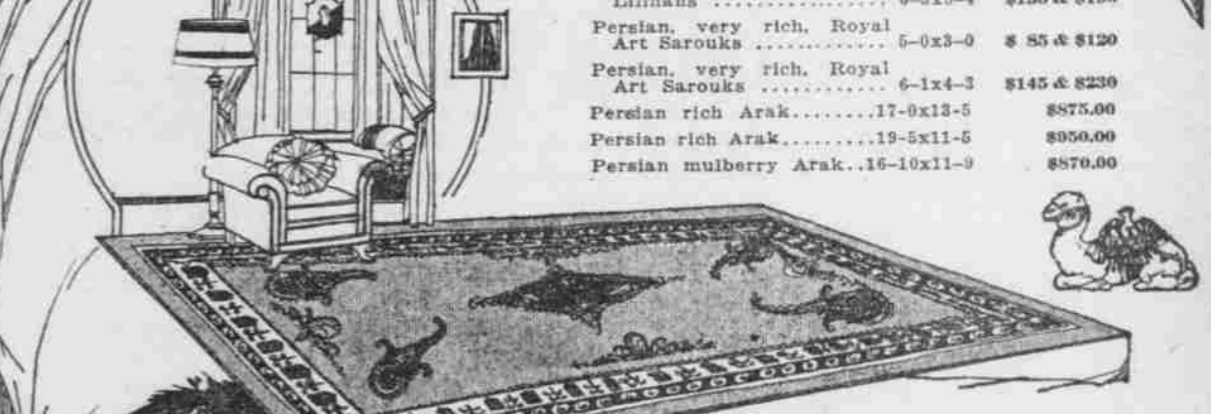 Persian, very rich, Royal
Art Sarouks ............. 5-0x3-0 $ 85 & $120
Persian, very rich, Royal
Art Sarouks ............ 6-1x4-3 $145 & $230
Persian rich Arak........17-0x13-5 $875.00
Persian rich Arak.........19-5x11-5 $950.00
Persian mulberry Arak..16-10x11-9 $870.00